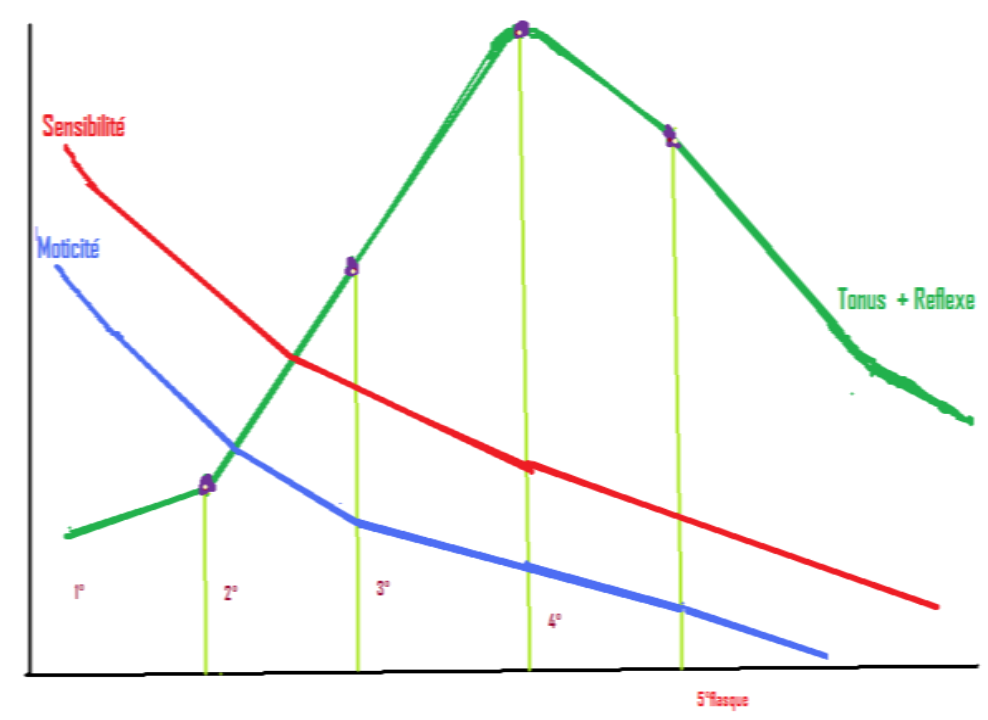 Sensibilité
Moticité
Tonus + Reflexe
1°
2°
3°
4°
5°flasque